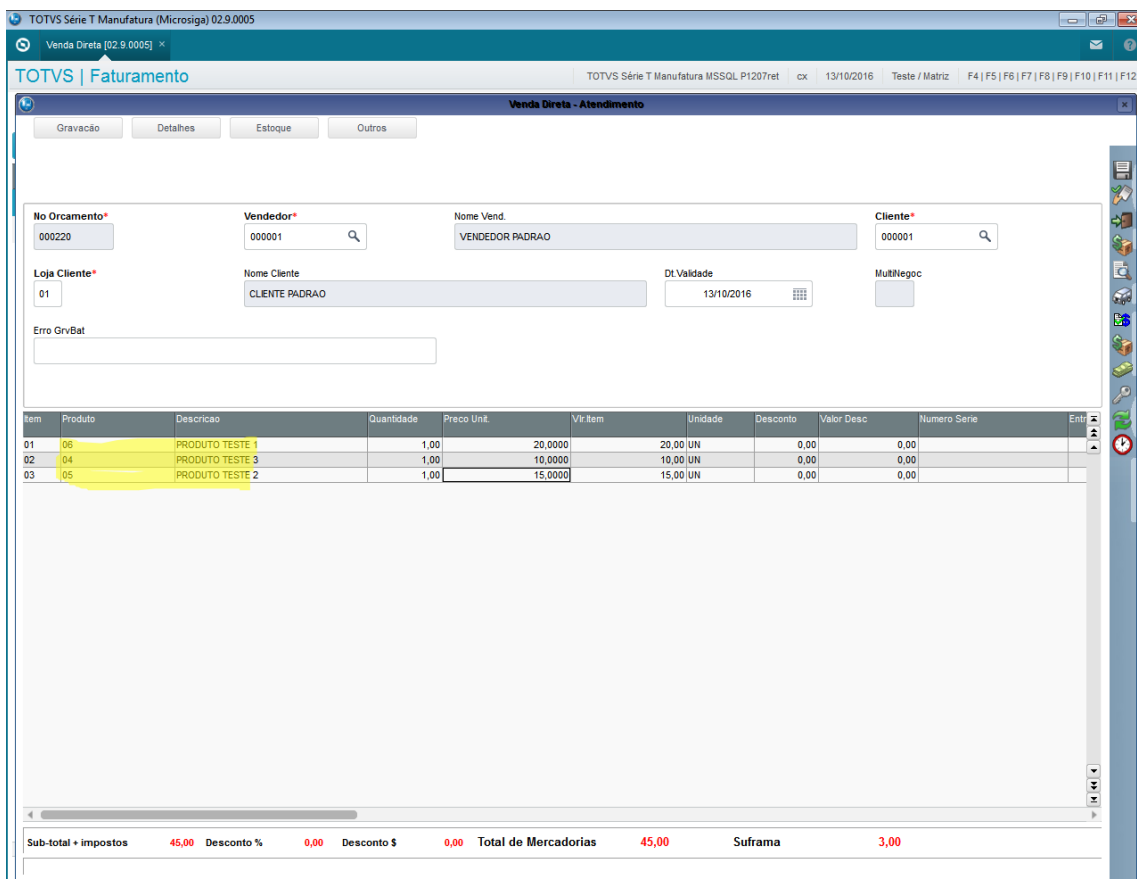 TOTVS Série T Manufatura (Microsiga) 02.9.0005
Venda Direta [02.9.0005] ×
TOTVS | Faturamento
TOTVS Série T Manufatura MSSQL P1207ret cx 13/10/2016 Teste / Matriz F4 | F5 | F6 | F7 | F8 | F9 | F10 | F11 | F12
Venda Direta - Atendimento
Gravacão Detalhes Estoque Outros
No Orcamento* Vendedor* Nome Vend. Cliente*
000220 000001 VENDEDOR PADRAO 000001
Loja Cliente* Nome Cliente Dt.Validade MultiNegoc
01 CLIENTE PADRAO 13/10/2016
Erro GrvBat
Item Produto Descricao Quantidade Preco Unit. Vlr.Item Unidade Desconto Valor Desc Numero Serie Entr
01 06 PRODUTO TESTE 1 1,00 20,0000 20,00 UN 0,00 0,00
02 04 PRODUTO TESTE 3 1,00 10,0000 10,00 UN 0,00 0,00
03 05 PRODUTO TESTE 2 1,00 15,0000 15,00 UN 0,00 0,00
Sub-total + impostos 45,00 Desconto % 0,00 Desconto $ 0,00 Total de Mercadorias 45,00 Suframa 3,00